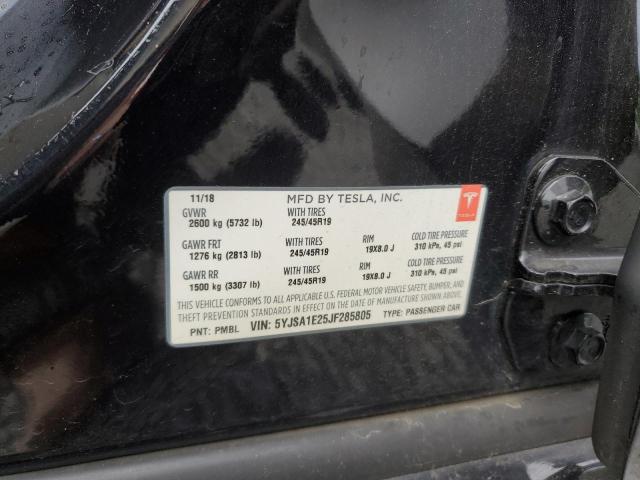 11/18 MFD BY TESLA, INC.
GVWR WITH TIRES
2600 kg (5732 lb) 245/45R19
GAWR FRT WITH TIRES RIM COLD TIRE PRESSURE
1276 kg (2813 lb) 245/45R19 19X8.0 J 310 kPa, 45 psi
GAWR RR WITH TIRES RIM COLD TIRE PRESSURE
1500 kg (3307 lb) 245/45R19 19X8.0 J 310 kPa, 45 psi
THIS VEHICLE CONFORMS TO ALL APPLICABLE U.S. FEDERAL MOTOR VEHICLE SAFETY, BUMPER, AND
THEFT PREVENTION STANDARDS IN EFFECT ON THE DATE OF MANUFACTURE SHOWN ABOVE.
PNT: PMBL VIN: 5YJSA1E25JF285805 TYPE: PASSENGER CAR
TESLA